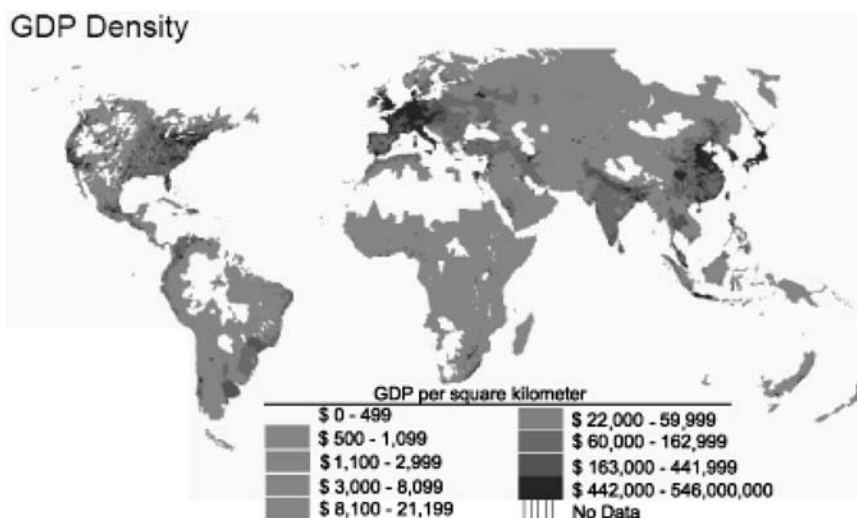 GDP Density
GDP per square kilometer
$ 0 - 499
$ 500 - 1,099
$ 1,100 - 2,999
$ 3,000 - 8,099
$ 8,100 - 21,199
$ 22,000 - 59,999
$ 60,000 - 162,999
$ 163,000 - 441,999
$ 442,000 - 546,000,000
No Data